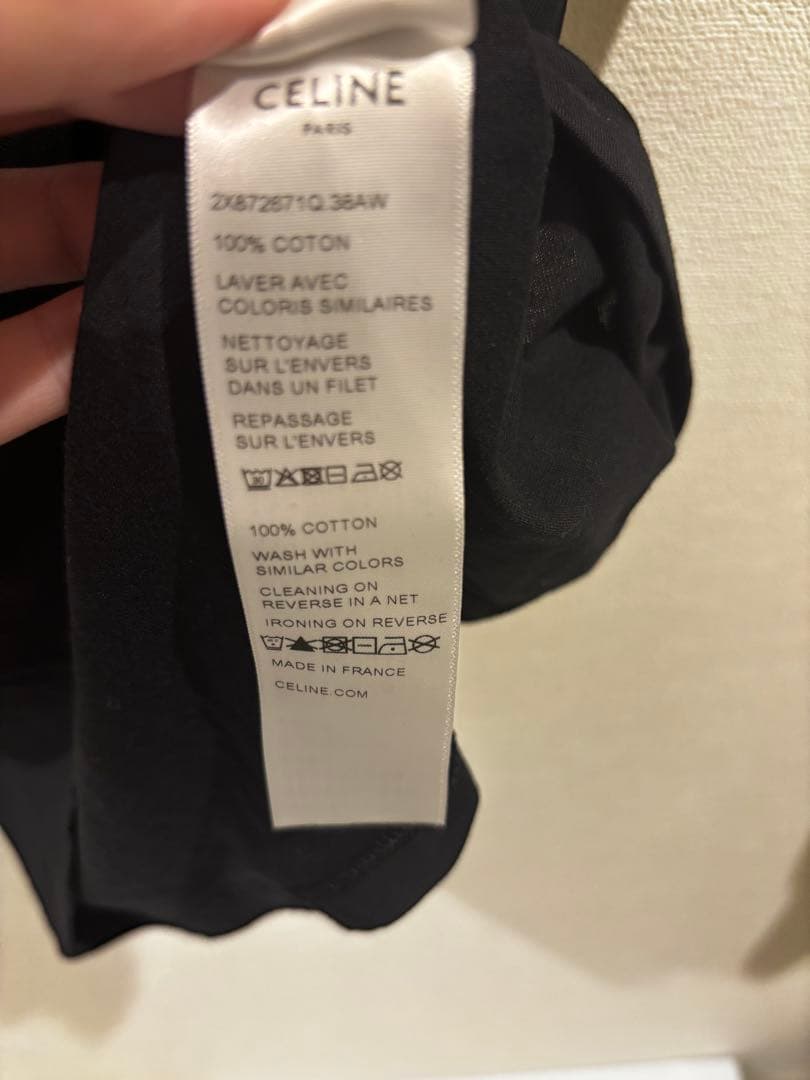 CELINE
PARIS
2X872671Q.38AW
100% COTON
LAVER AVEC
COLORIS SIMILAIRES
NETTOYAGE
SUR L'ENVERS
DANS UN FILET
REPASSAGE
SUR L'ENVERS
30
100% COTTON
WASH WITH
SIMILAR COLORS
CLEANING ON
REVERSE IN A NET
IRONING ON REVERSE
MADE IN FRANCE
CELINE.COM